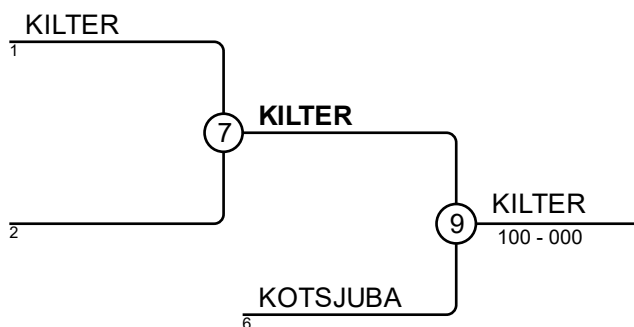 KILTER
1
7
KILTER
2
9
KILTER
100 - 000
KOTSJUBA
6